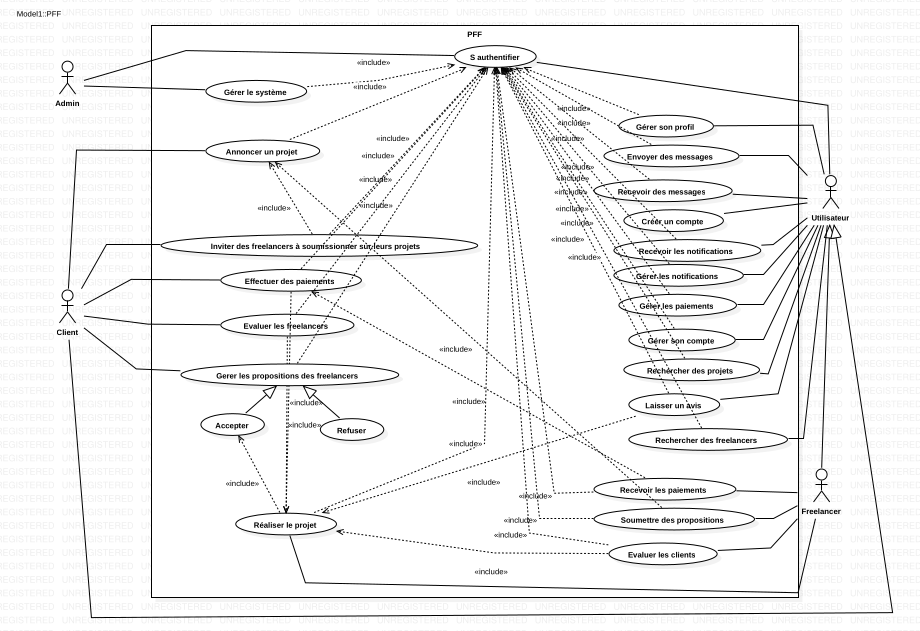 Model1::PFF
PFF
S authentifier
«include»
Gérer le système
«include»
Admin
«include»
Gérer son profil
«include»
«include»
«include»
Annoncer un projet
«include»
Envoyer des messages
«include»
«include»
«include»
Recevoir des messages
«include»
«include»
«include»
«include»
Créer un compte
Utilisateur
«include»
«include»
Inviter des freelancers à soumissionner sur leurs projets
Recevoir les notifications
«include»
Effectuer des paiements
Gérer les notifications
Gérer les paiements
Client
Evaluer les freelancers
Gérer son compte
«include»
Gerer les propositions des freelancers
Rechercher des projets
«include»
«include»
Laisser un avis
Accepter
«include»
Refuser
«include»
Rechercher des freelancers
«include»
«include»
Recevoir les paiements
«include»
Freelancer
Réaliser le projet
«include»
Soumettre des propositions
«include»
Evaluer les clients
«include»